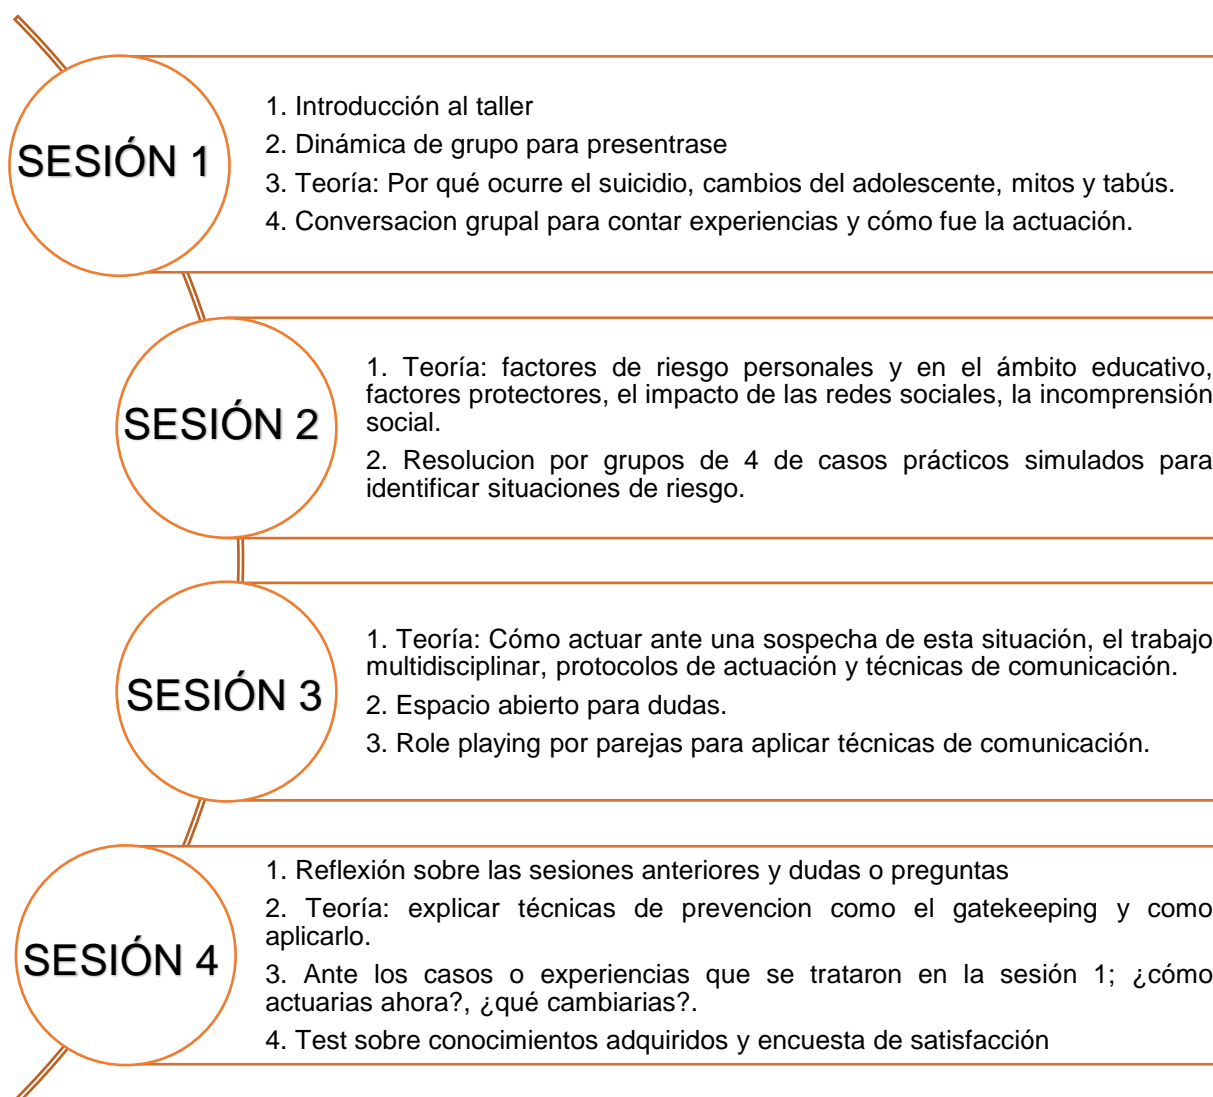 SESIÓN 1
1. Introducción al taller
2. Dinámica de grupo para presentrase
3. Teoría: Por qué ocurre el suicidio, cambios del adolescente, mitos y tabús.
4. Conversacion grupal para contar experiencias y cómo fue la actuación.
SESIÓN 2
1. Teoría: factores de riesgo personales y en el ámbito educativo,
factores protectores, el impacto de las redes sociales, la incomprensión
social.
2. Resolucion por grupos de 4 de casos prácticos simulados para
identificar situaciones de riesgo.
SESIÓN 3
1. Teoría: Cómo actuar ante una sospecha de esta situación, el trabajo
multidisciplinar, protocolos de actuación y técnicas de comunicación.
2. Espacio abierto para dudas.
3. Role playing por parejas para aplicar técnicas de comunicación.
SESIÓN 4
1. Reflexión sobre las sesiones anteriores y dudas o preguntas
2. Teoría: explicar técnicas de prevencion como el gatekeeping y como
aplicarlo.
3. Ante los casos o experiencias que se trataron en la sesión 1; ¿cómo
actuarias ahora?, ¿qué cambiarias?.
4. Test sobre conocimientos adquiridos y encuesta de satisfacción